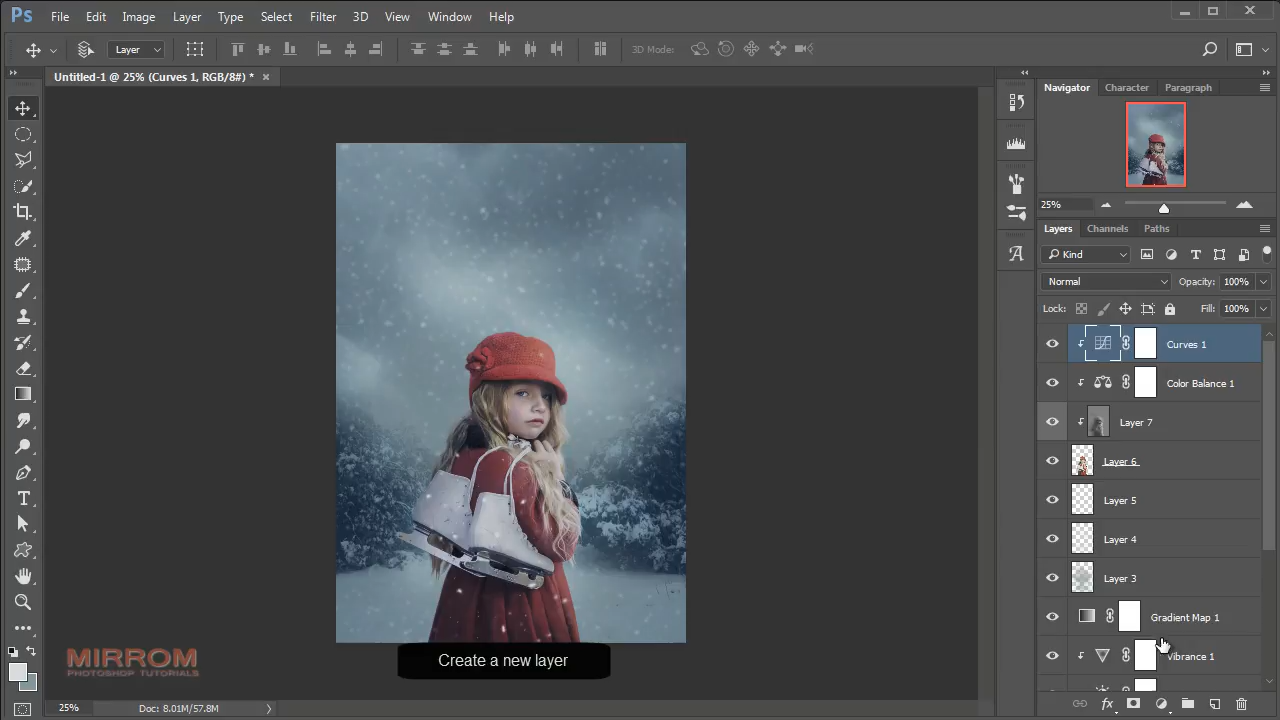 Ps File Edit Image Layer Type Select Filter 3D View Window Help
Layer 3D Mode:
Untitled-1 @ 25% (Curves 1, RGB/8#) *
Navigator Character Paragraph
25%
Layers Channels Paths
Kind
Normal Opacity: 100%
Lock: Fill: 100%
Curves 1
Color Balance 1
Layer 7
Layer 6
Layer 5
Layer 4
Layer 3
Gradient Map 1
Vibrance 1
MIRROM
PHOTOSHOP TUTORIALS
Create a new layer
25% Doc: 8.01M/57.8M